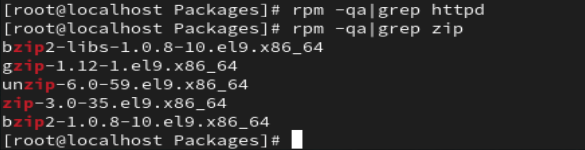 [root@localhost Packages]# rpm -qa|grep httpd
[root@localhost Packages]# rpm -qa|grep zip
bzip2-libs-1.0.8-10.el9.x86_64
gzip-1.12-1.el9.x86_64
unzip-6.0-59.el9.x86_64
zip-3.0-35.el9.x86_64
bzip2-1.0.8-10.el9.x86_64
[root@localhost Packages]#